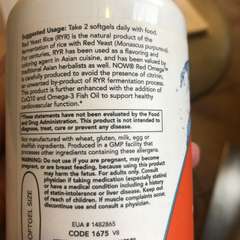 Suggested Usage: Take 2 softgels daily with food.
Red Yeast Rice (RYR) is the natural product of the
fermentation of rice with Red Yeast (Monascus purpureus).
For centuries, RYR has been used as a flavoring and
coloring agent in Asian cuisine, and has been valued by
traditional Asian herbalists as well. NOW® Red Omega™
is carefully produced to avoid the presence of citrinin,
an unwanted by-product of RYR fermentation process.
This product is further enhanced with the addition of
CoQ10 and Omega-3 Fish Oil to support healthy
cardiovascular function.*
*These statements have not been evaluated by the Food
and Drug Administration. This product is not intended to
diagnose, treat, cure or prevent any disease.
Not manufactured with wheat, gluten, milk, egg or
shellfish ingredients. Produced in a GMP facility that
processes other ingredients containing these allergens.
WARNING: Do not use if you are pregnant, may become
pregnant, or are breast feeding, because using this product
may harm the fetus. For adults only. Consult
physician if taking medication (especially statins)
or have a medical condition including a history
of statin-intolerance or liver disease. Keep out
of reach of children. If muscle complaints exist,
discontinue use and consult a physician.
SOFTGEL SIZE
EUA # 1482865
CODE 1675 V8